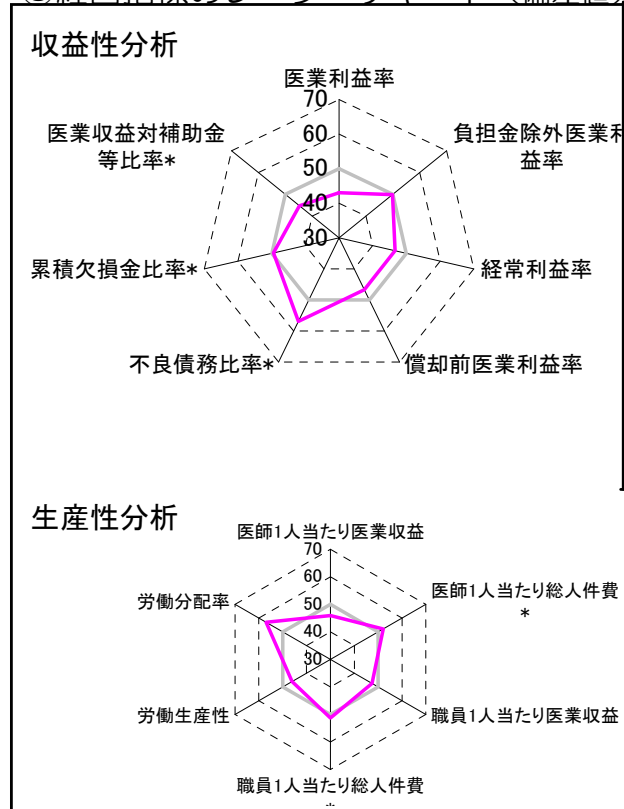 収益性分析
医業利益率
70
60
50
40
30
負担金除外医業利
益率
経常利益率
償却前医業利益率
不良債務比率*
累積欠損金比率*
医業収益対補助金
等比率*
生産性分析
医師1人当たり医業収益
70
60
50
40
30
医師1人当たり総人件費
*
職員1人当たり医業収益
職員1人当たり総人件費
*
労働生産性
労働分配率